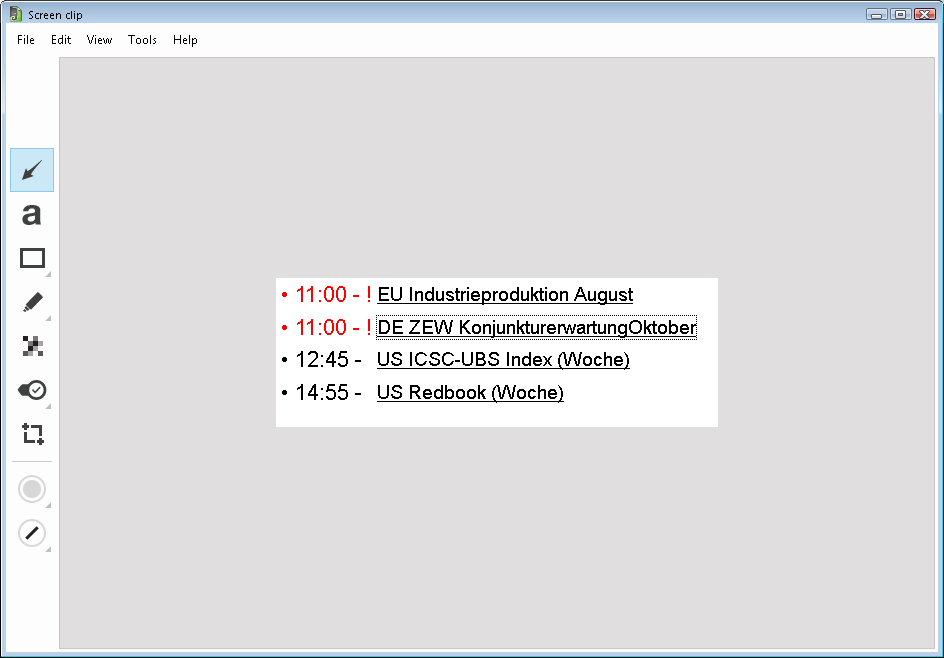 Screen clip
File Edit View Tools Help
a
• 11:00 - ! EU Industrieproduktion August
• 11:00 - ! DE ZEW KonjunkturerwartungOktober
• 12:45 - US ICSC-UBS Index (Woche)
• 14:55 - US Redbook (Woche)